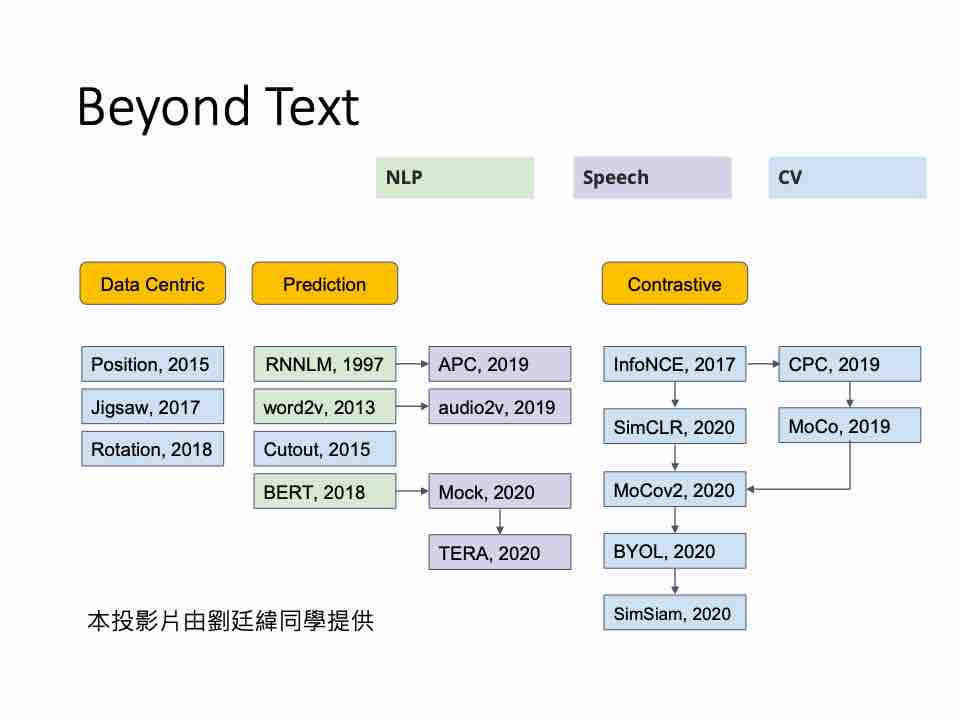 Beyond Text
NLP
Speech
CV
Data Centric
Prediction
Contrastive
Position, 2015
RNNLM, 1997
APC, 2019
InfoNCE, 2017
CPC, 2019
Jigsaw, 2017
word2v, 2013
audio2v, 2019
SimCLR, 2020
MoCo, 2019
Rotation, 2018
Cutout, 2015
BERT, 2018
Mock, 2020
MoCov2, 2020
TERA, 2020
BYOL, 2020
SimSiam, 2020
本投影片由劉廷緯同學提供